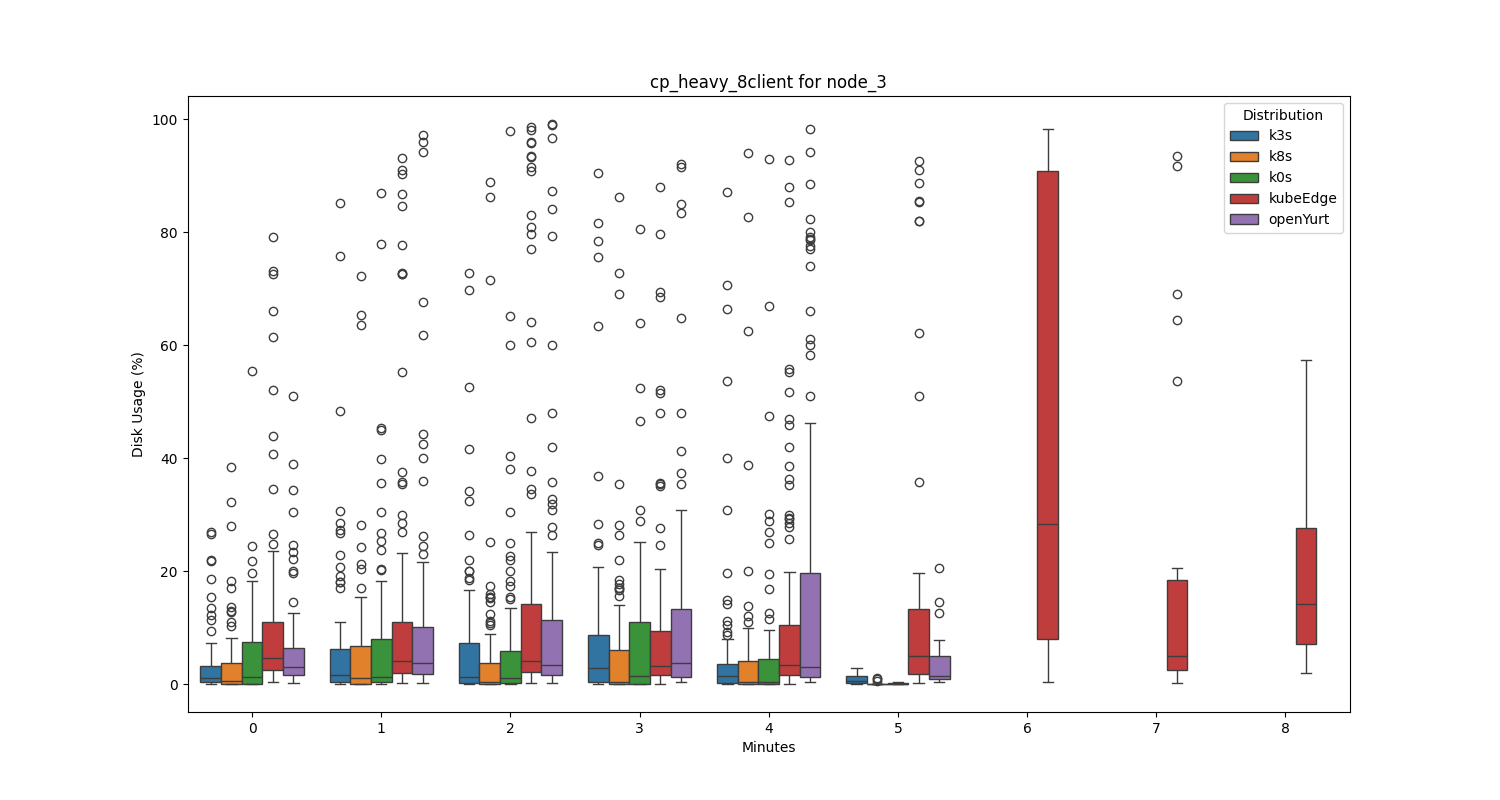 cp_heavy_8client for node_3
Distribution
k3s
k8s
k0s
kubeEdge
openYurt
Disk Usage (%)
100
80
60
40
20
0
0 1 2 3 4 5 6 7 8
Minutes